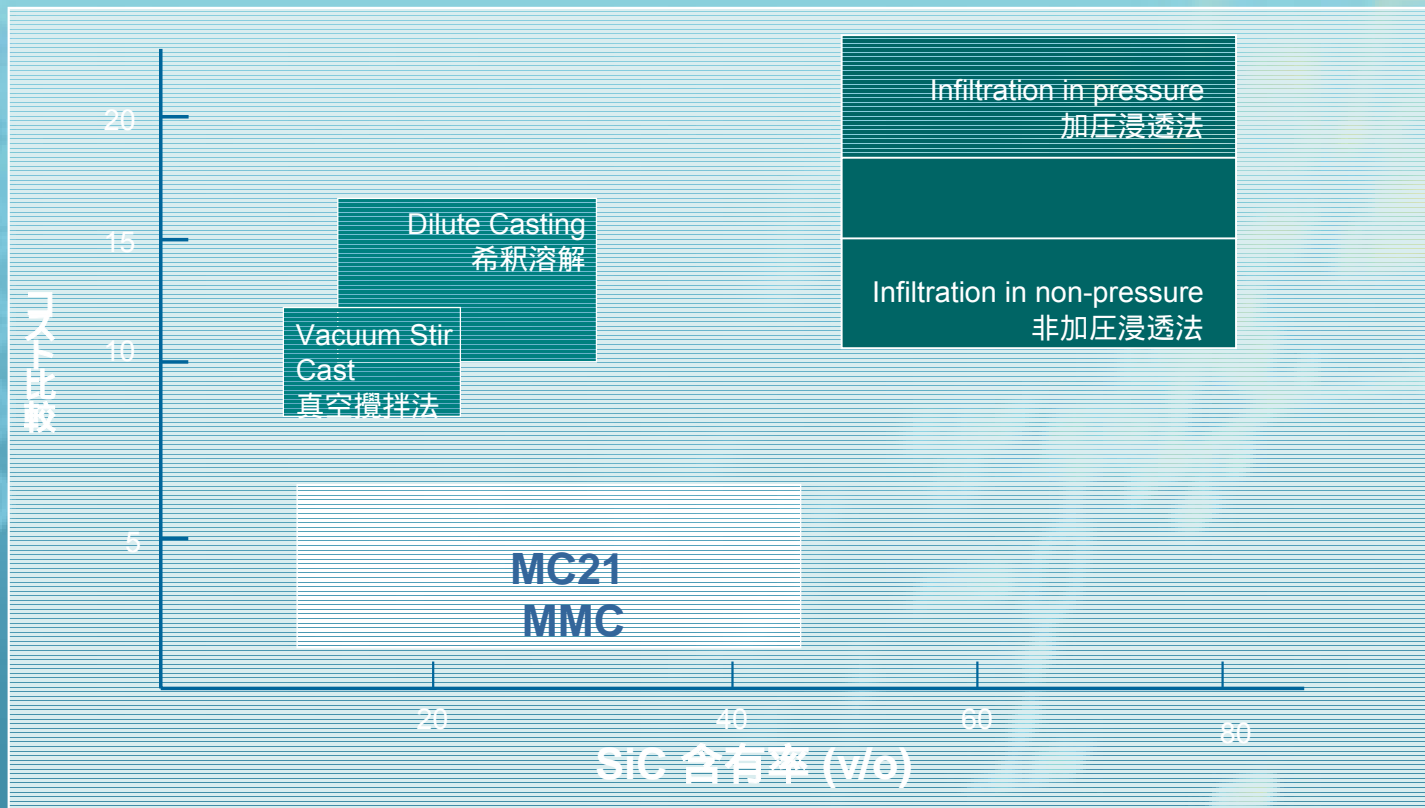 20
Infiltration in pressure
加圧浸透法
15
Dilute Casting
希釈溶解
コスト比較
10
Vacuum Stir
Cast
真空攪拌法
Infiltration in non-pressure
非加圧浸透法
5
MC21
MMC
20
40
60
80
SiC 含有率 (v/o)